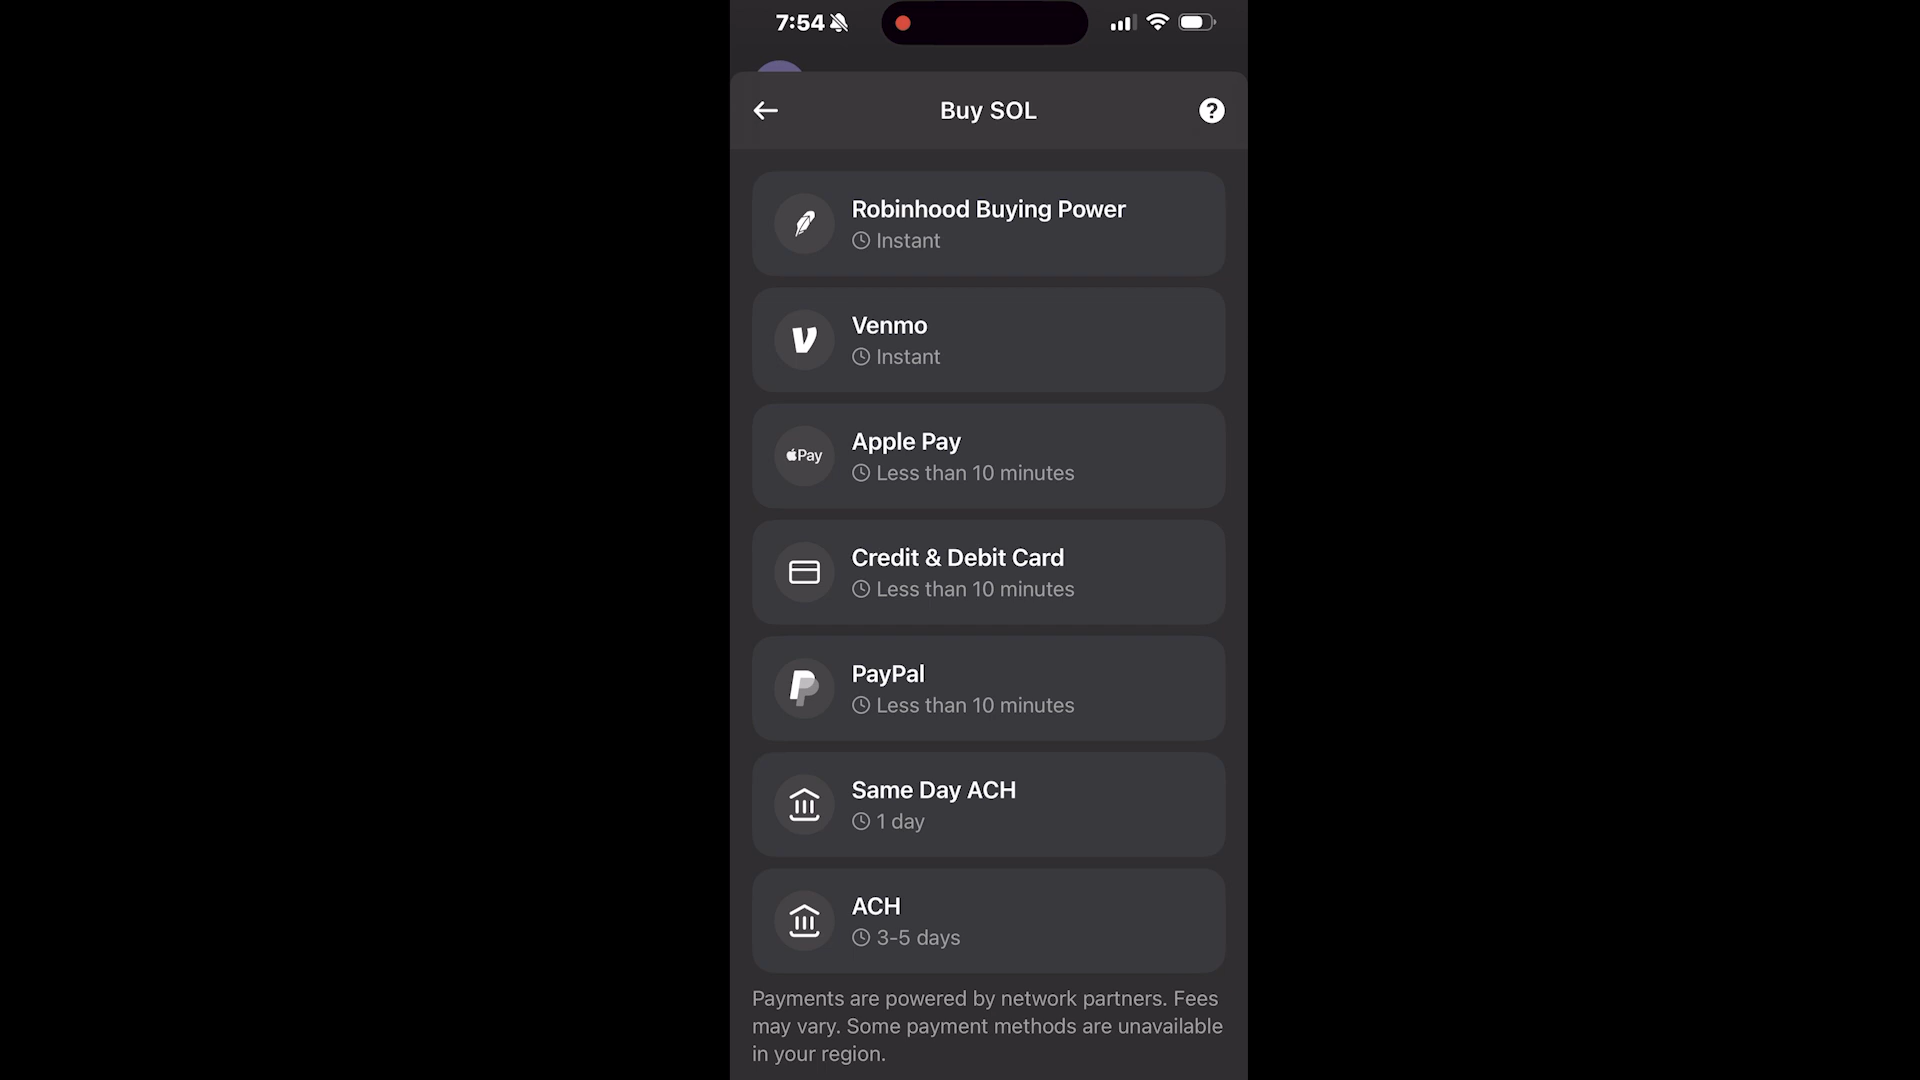 7:54
Buy SOL
?
Robinhood Buying Power
Instant
Venmo
Instant
Pay
Apple Pay
Less than 10 minutes
Credit & Debit Card
Less than 10 minutes
PayPal
Less than 10 minutes
Same Day ACH
1 day
ACH
3-5 days
Payments are powered by network partners. Fees
may vary. Some payment methods are unavailable
in your region.